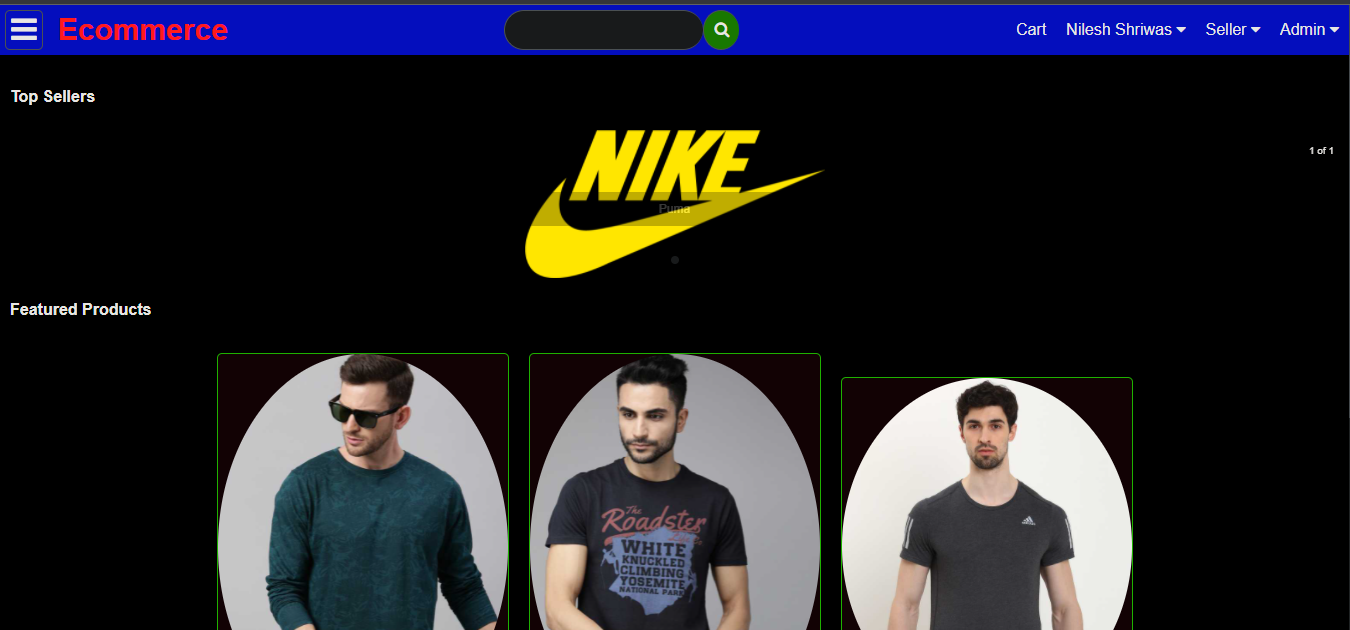 Ecommerce
Cart
Nilesh Shriwas
Seller
Admin
Top Sellers
NIKE
1 of 1
Puma
Featured Products
The
Roadster
WHITE
KNUCKLED
CLIMBING
YOSEMITE
NATIONAL PARK